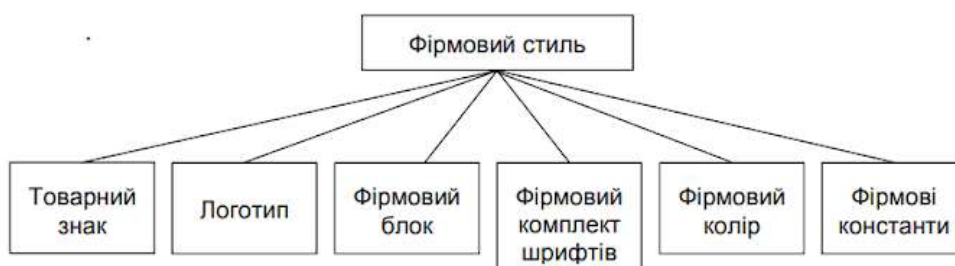 Фірмовий стиль
Товарний
знак
Логотип
Фірмовий
блок
Фірмовий
комплект
шрифтів
Фірмовий
колір
Фірмові
константи